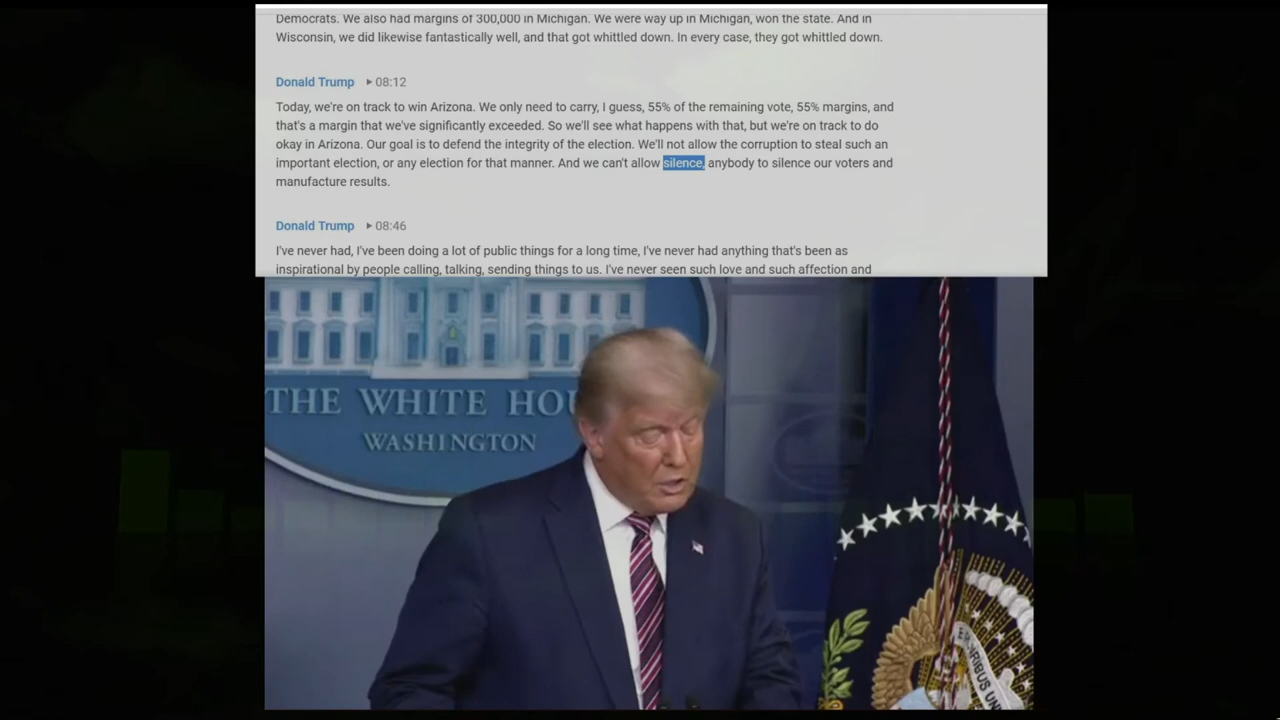 Democrats. We also had margins of 300,000 in Michigan. We were way up in Michigan, won the state. And in
Wisconsin, we did likewise fantastically well, and that got whittled down. In every case, they got whittled down.
Donald Trump 08:12
Today, we're on track to win Arizona. We only need to carry, I guess, 55% of the remaining vote, 55% margins, and
that's a margin that we've significantly exceeded. So we'll see what happens with that, but we're on track to do
okay in Arizona. Our goal is to defend the integrity of the election. We'll not allow the corruption to steal such an
important election, or any election for that manner. And we can't allow silence, anybody to silence our voters and
manufacture results.
Donald Trump 08:46
I've never had, I've been doing a lot of public things for a long time, I've never had anything that's been as
inspirational by people calling, talking, sending things to us. I've never seen such love and such affection and
THE WHITE HOU
WASHINGTON